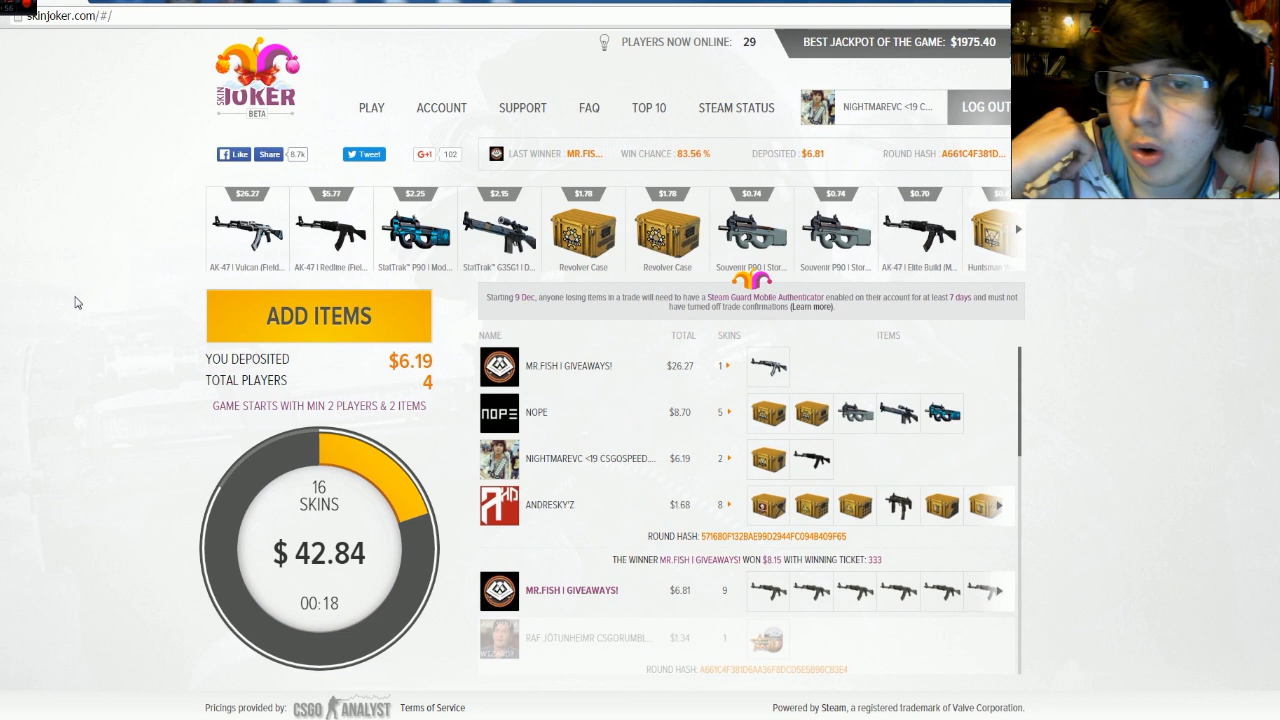 : 56
skinjoker.com/#/
PLAYERS NOW ONLINE: 29
BEST JACKPOT OF THE GAME: $1975.40
SKIN JOKER
BETA
PLAY ACCOUNT SUPPORT FAQ TOP 10 STEAM STATUS
NIGHTMAREVC <19 C... LOG OUT
Like Share 8.7k Tweet G+1 102
LAST WINNER : MR.FIS... WIN CHANCE : 83.56 % DEPOSITED : $6.81 ROUND HASH : A661C4F381D...
$26.27 $5.77 $2.25 $2.15 $1.78 $1.78 $0.74 $0.74 $0.70
AK-47 | Vulcan (Field... AK-47 | Redline (Fiel... StatTrak™ P90 | Mod... StatTrak™ G3SG1 | D... Revolver Case Revolver Case Souvenir P90 | Stor... Souvenir P90 | Stor... AK-47 | Elite Build (M... Huntsman
ADD ITEMS
Starting 9 Dec, anyone losing items in a trade will need to have a Steam Guard Mobile Authenticator enabled on their account for at least 7 days and must not
have turned off trade confirmations (Learn more).
YOU DEPOSITED $6.19
TOTAL PLAYERS 4
GAME STARTS WITH MIN 2 PLAYERS & 2 ITEMS
16
SKINS
$ 42.84
00:18
NAME TOTAL SKINS ITEMS
MR.FISH | GIVEAWAYS! $26.27 1
NOPE NOPE $8.70 5
NIGHTMAREVC <19 CSGOSPEED.... $6.19 2
ANDRESKY'Z $1.68 8
ROUND HASH: 571680F132BAE99D2944FC094B409F65
THE WINNER MR.FISH | GIVEAWAYS! WON $8.15 WITH WINNING TICKET: 333
MR.FISH | GIVEAWAYS! $6.81 9
RAF JÖTUNHEIMR CSGORUMBL... $1.34 1
ROUND HASH: A661C4F381D6AA36F8DCD5E5B96C83E4
Pricings provided by: CSGO ANALYST Terms of Service
Powered by Steam, a registered trademark of Valve Corporation.